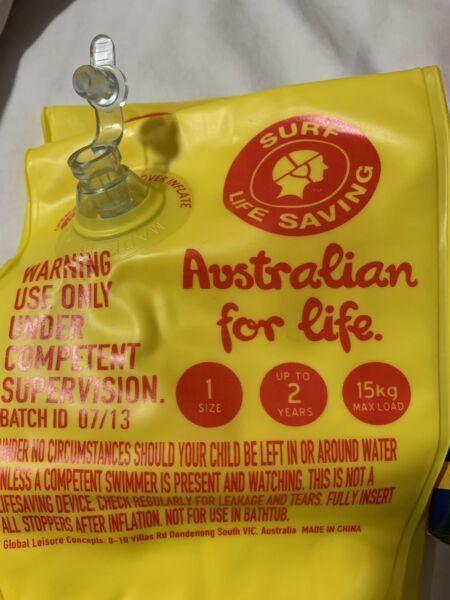 OVER INFLATE
MADE
SURF
LIFE SAVING
Australian
for life.
WARNING
USE ONLY
UNDER
COMPETENT
SUPERVISION.
BATCH ID 07/13
1
SIZE
UP TO
2
YEARS
15kg
MAX LOAD
UNDER NO CIRCUMSTANCES SHOULD YOUR CHILD BE LEFT IN OR AROUND WATER
UNLESS A COMPETENT SWIMMER IS PRESENT AND WATCHING. THIS IS NOT A
LIFESAVING DEVICE. CHECK REGULARLY FOR LEAKAGE AND TEARS. FULLY INSERT
ALL STOPPERS AFTER INFLATION. NOT FOR USE IN BATHTUB.
Global Leisure Concepts. 8-10 Villas Rd Dandenong South VIC, Australia MADE IN CHINA